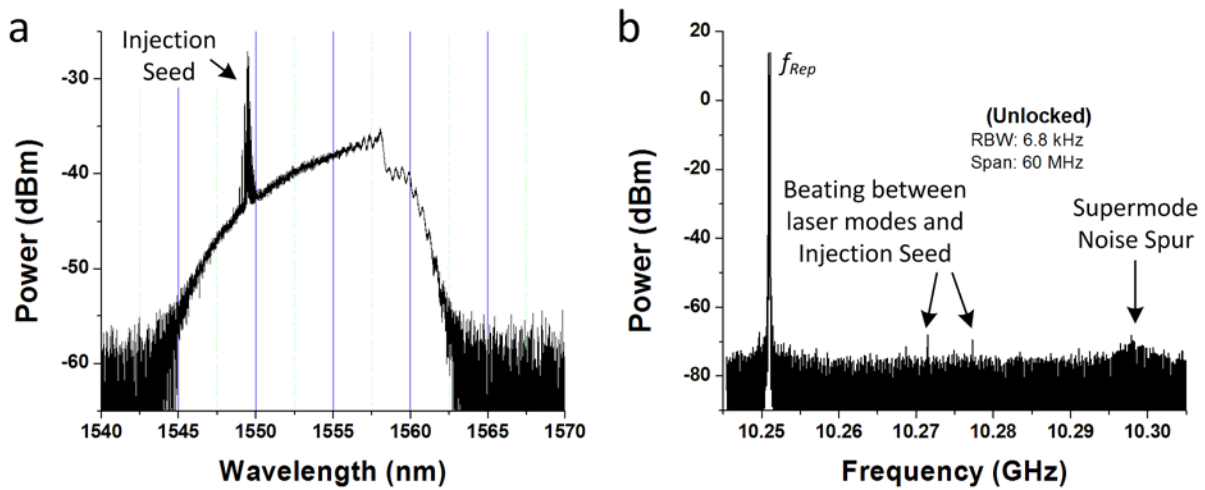 a
Injection
Seed
-30
-40
-50
-60
Power (dBm)
1540 1545 1550 1555 1560 1565 1570
Wavelength (nm)
b
20
0
-20
-40
-60
-80
Power (dBm)
fRep
(Unlocked)
RBW: 6.8 kHz
Span: 60 MHz
Beating between
laser modes and
Injection Seed
Supermode
Noise Spur
10.25 10.26 10.27 10.28 10.29 10.30
Frequency (GHz)